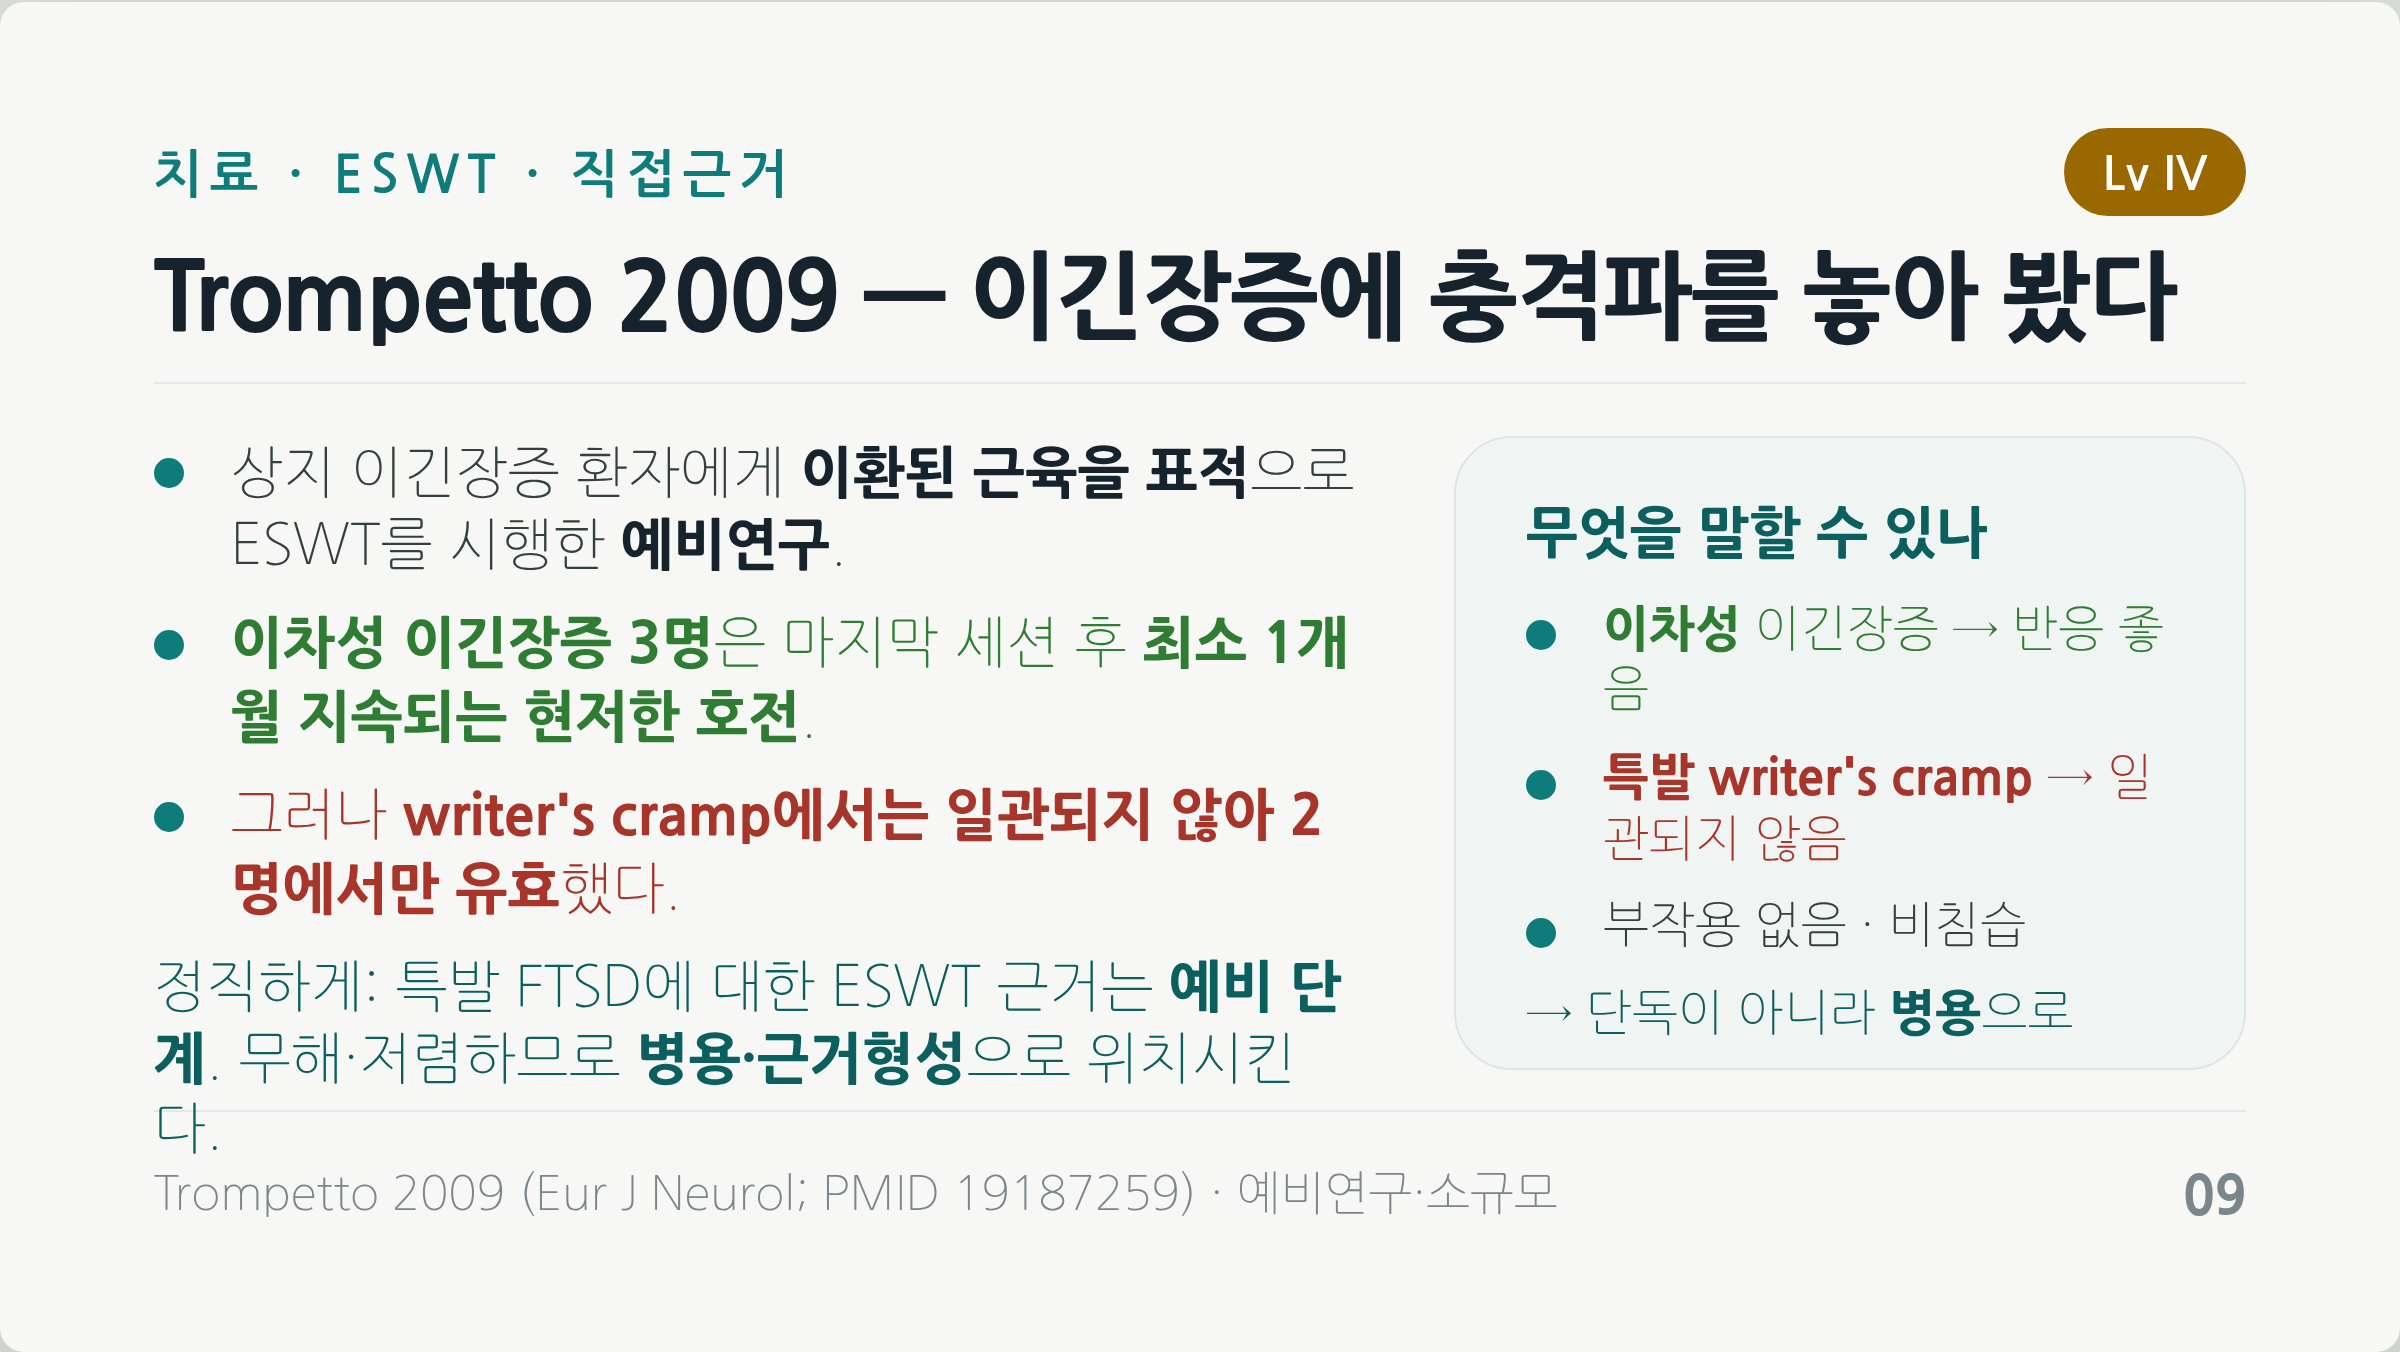 치료 · ESWT · 직접근거
Lv IV
Trompetto 2009 — 이긴장증에 충격파를 놓아 봤다
상지 이긴장증 환자에게 이환된 근육을 표적으로
ESWT를 시행한 예비연구.
이차성 이긴장증 3명은 마지막 세션 후 최소 1개
월 지속되는 현저한 호전.
그러나 writer's cramp에서는 일관되지 않아 2
명에서만 유효했다.
정직하게: 특발 FTSD에 대한 ESWT 근거는 예비 단
계. 무해·저렴하므로 병용·근거형성으로 위치시킨
다.
무엇을 말할 수 있나
이차성 이긴장증 → 반응 좋
음
특발 writer's cramp → 일
관되지 않음
부작용 없음 · 비침습
→ 단독이 아니라 병용으로
Trompetto 2009 (Eur J Neurol; PMID 19187259) · 예비연구·소규모
09